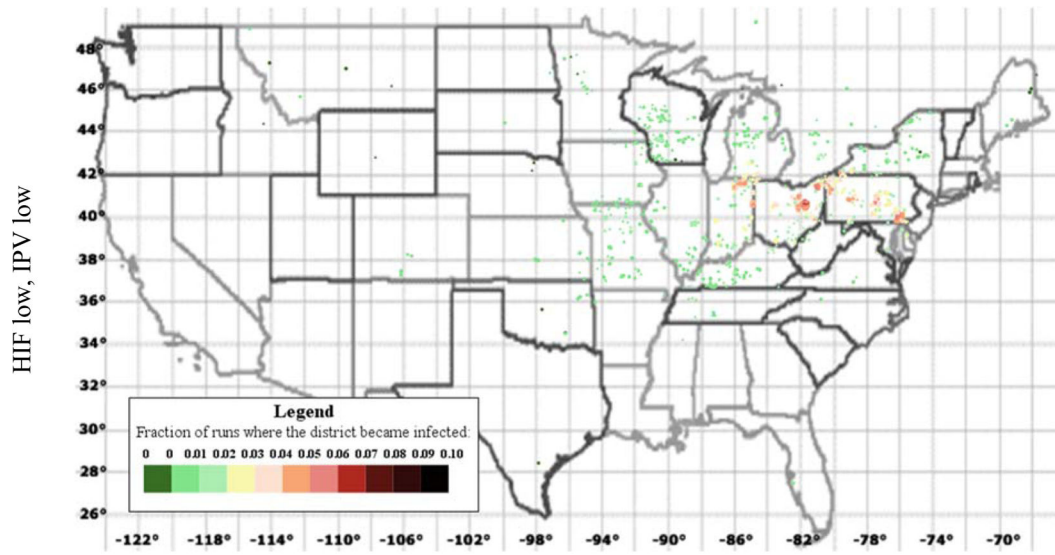 HIF low, IPV low
48°
46°
44°
42°
40°
38°
36°
34°
32°
30°
28°
26°
Legend
Fraction of runs where the district became infected:
0 0 0.01 0.02 0.03 0.04 0.05 0.06 0.07 0.08 0.09 0.10
-122° -118° -114° -110° -106° -102° -98° -94° -90° -86° -82° -78° -74° -70°